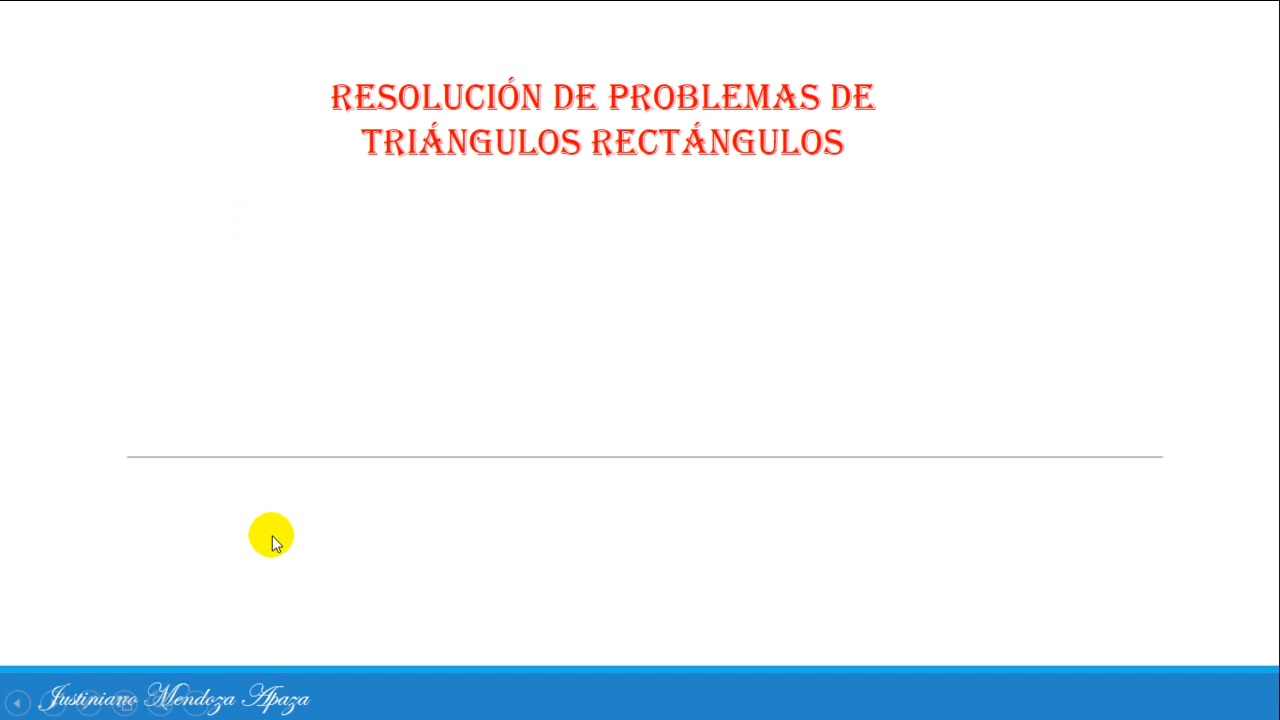 RESOLUCIÓN DE PROBLEMAS DE
TRIÁNGULOS RECTÁNGULOS
Justiniano Mendoza Apaza